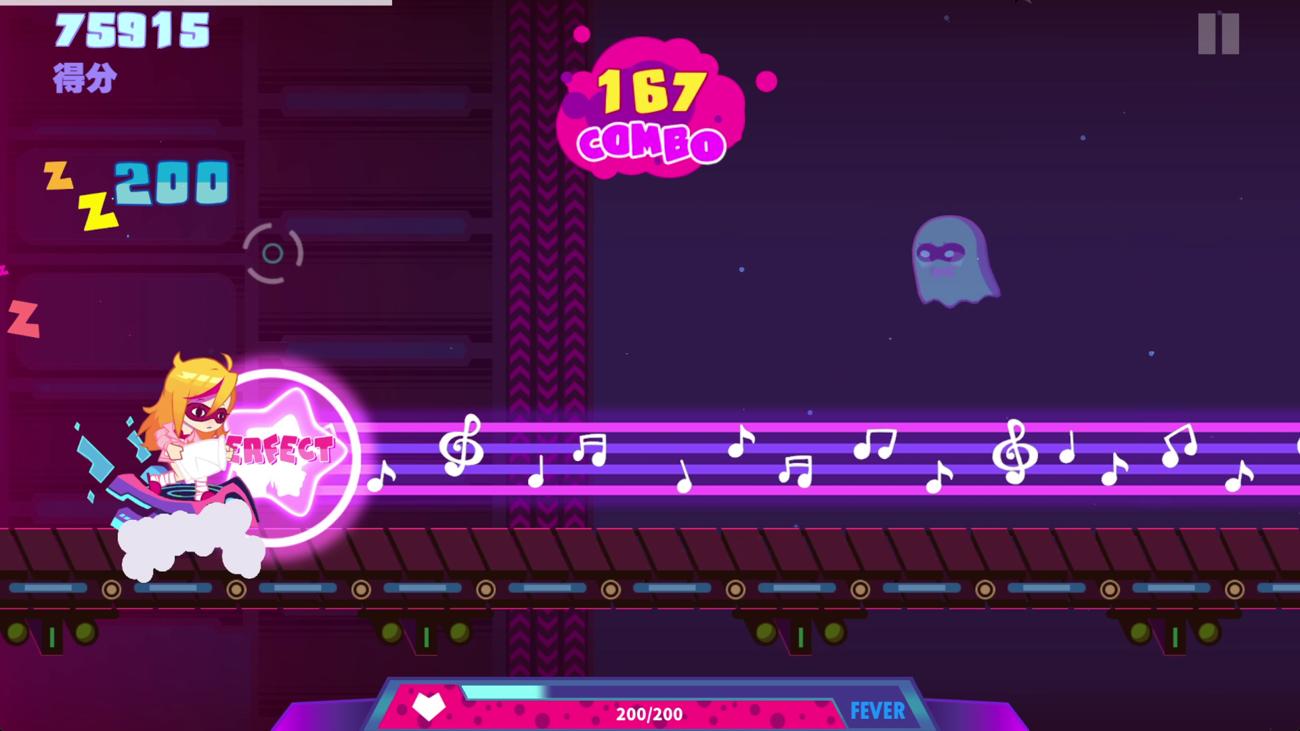 75915
得分
Z
Z 200
Z
167
COMBO
ERFECT
200/200
FEVER